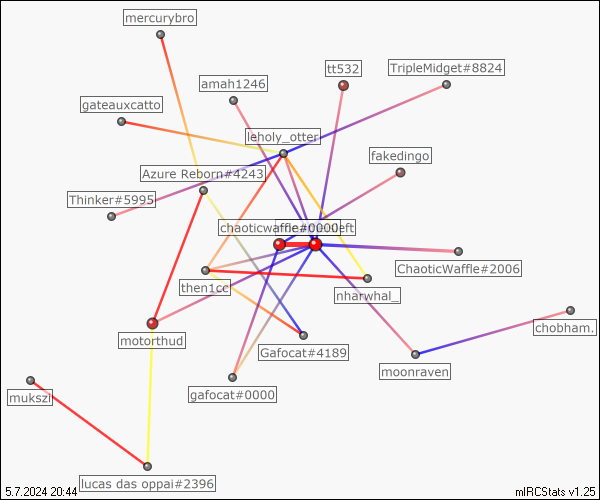 mercurybro
tt532
TripleMidget#8824
amah1246
gateauxcatto
leholy_otter
fakedingo
Azure Reborn#4243
Thinker#5995
chaoticwaffle#0000
left
ChaoticWaffle#2006
then1cc
nharwhal_
chobham.
motorthud
Gafocat#4189
moonraven
gafocat#0000
mukszi
lucas das oppai#2396
5.7.2024 20:44
mIRCStats v1.25